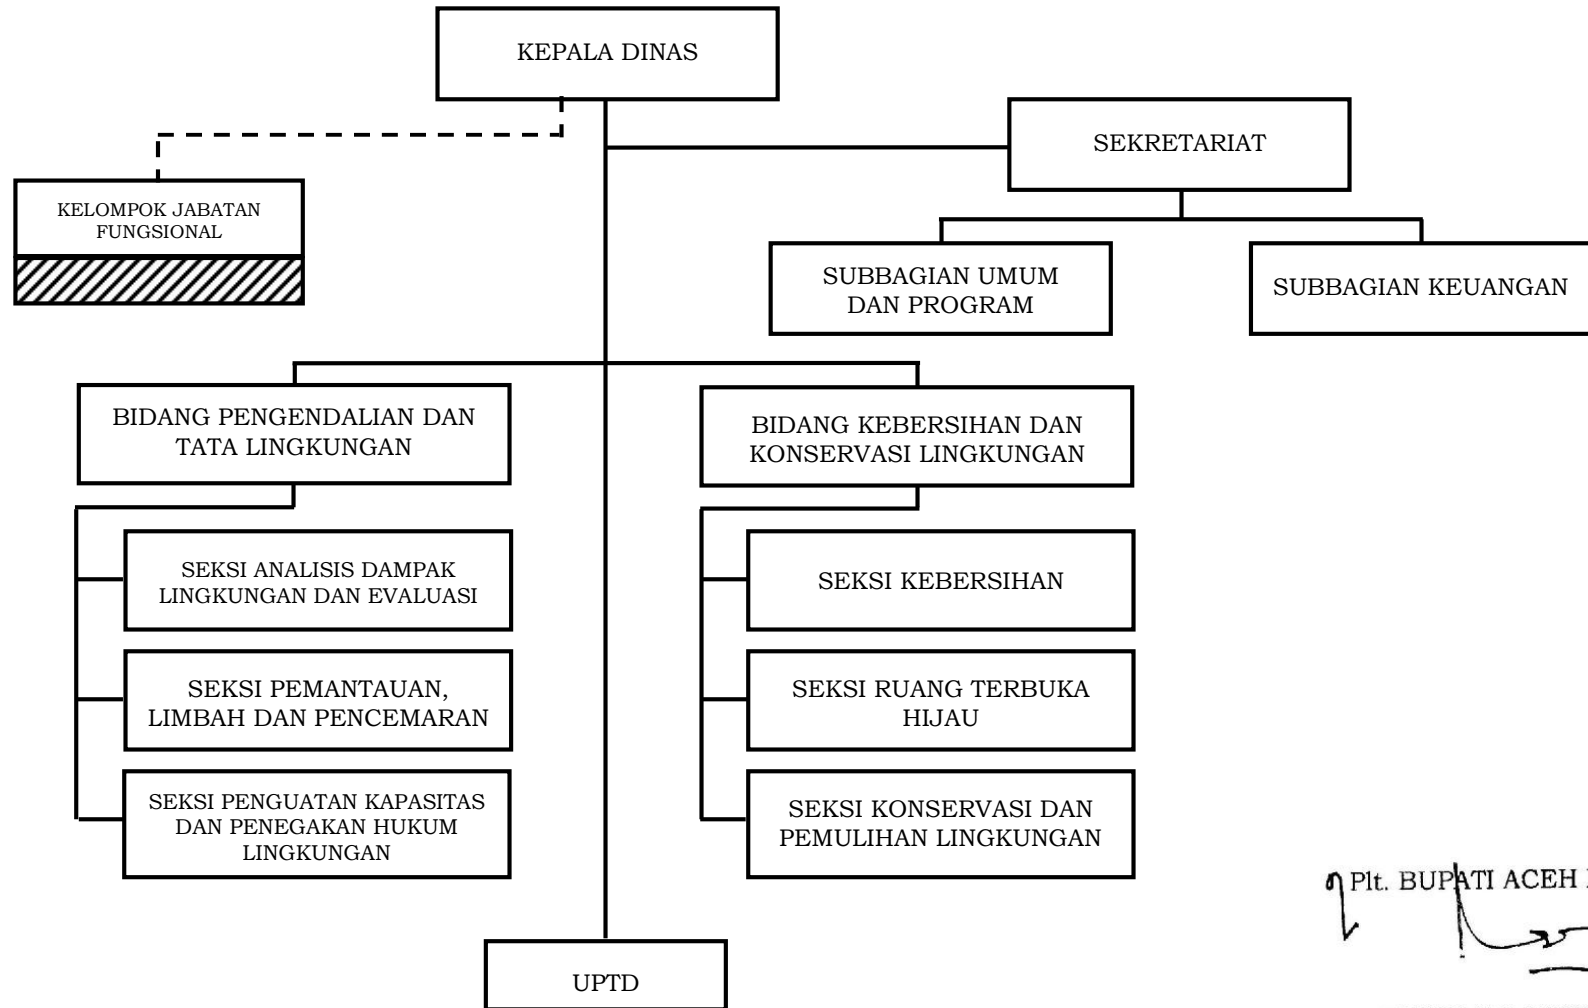 KEPALA DINAS
SEKRETARIAT
KELOMPOK JABATAN
FUNGSIONAL
SUBBAGIAN UMUM
DAN PROGRAM
SUBBAGIAN KEUANGAN
BIDANG PENGENDALIAN DAN
TATA LINGKUNGAN
BIDANG KEBERSIHAN DAN
KONSERVASI LINGKUNGAN
SEKSI ANALISIS DAMPAK
LINGKUNGAN DAN EVALUASI
SEKSI KEBERSIHAN
SEKSI PEMANTAUAN,
LIMBAH DAN PENCEMARAN
SEKSI RUANG TERBUKA
HIJAU
SEKSI PENGUATAN KAPASITAS
DAN PENEGAKAN HUKUM
LINGKUNGAN
SEKSI KONSERVASI DAN
PEMULIHAN LINGKUNGAN
Plt. BUPATI ACEH
UPTD